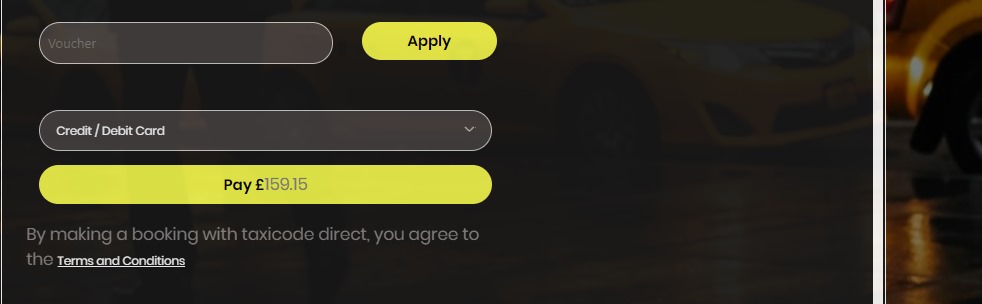 Voucher
Apply
Credit / Debit Card
Pay £159.15
By making a booking with taxicode direct, you agree to
the Terms and Conditions